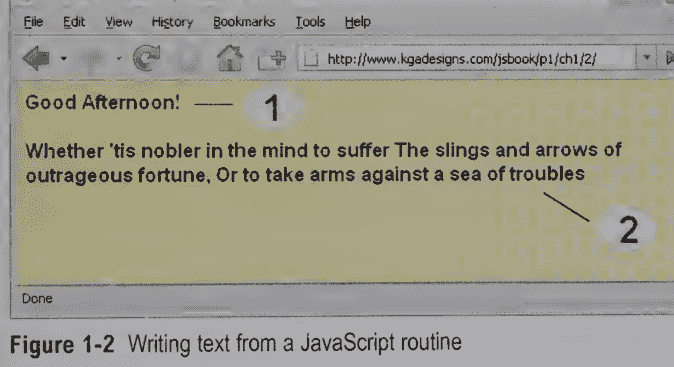 File Edit View History Bookmarks Tools Help
http://www.kgadesigns.com/jsbook/p1/ch1/2/
Good Afternoon! 1
Whether 'tis nobler in the mind to suffer The slings and arrows of
outrageous fortune, Or to take arms against a sea of troubles
2
Done
Figure 1-2 Writing text from a JavaScript routine